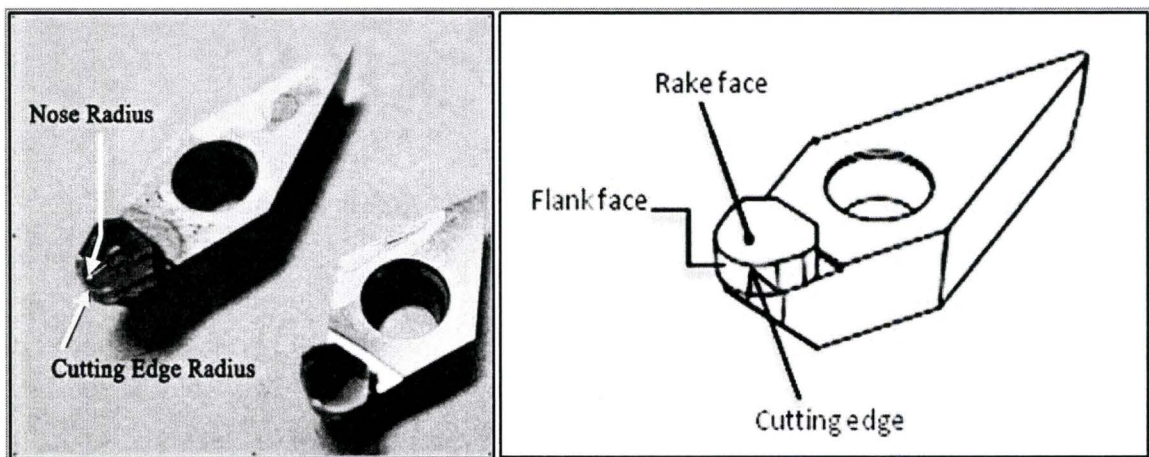 Nose Radius
Cutting Edge Radius
Rake face
Flank face
Cutting edge